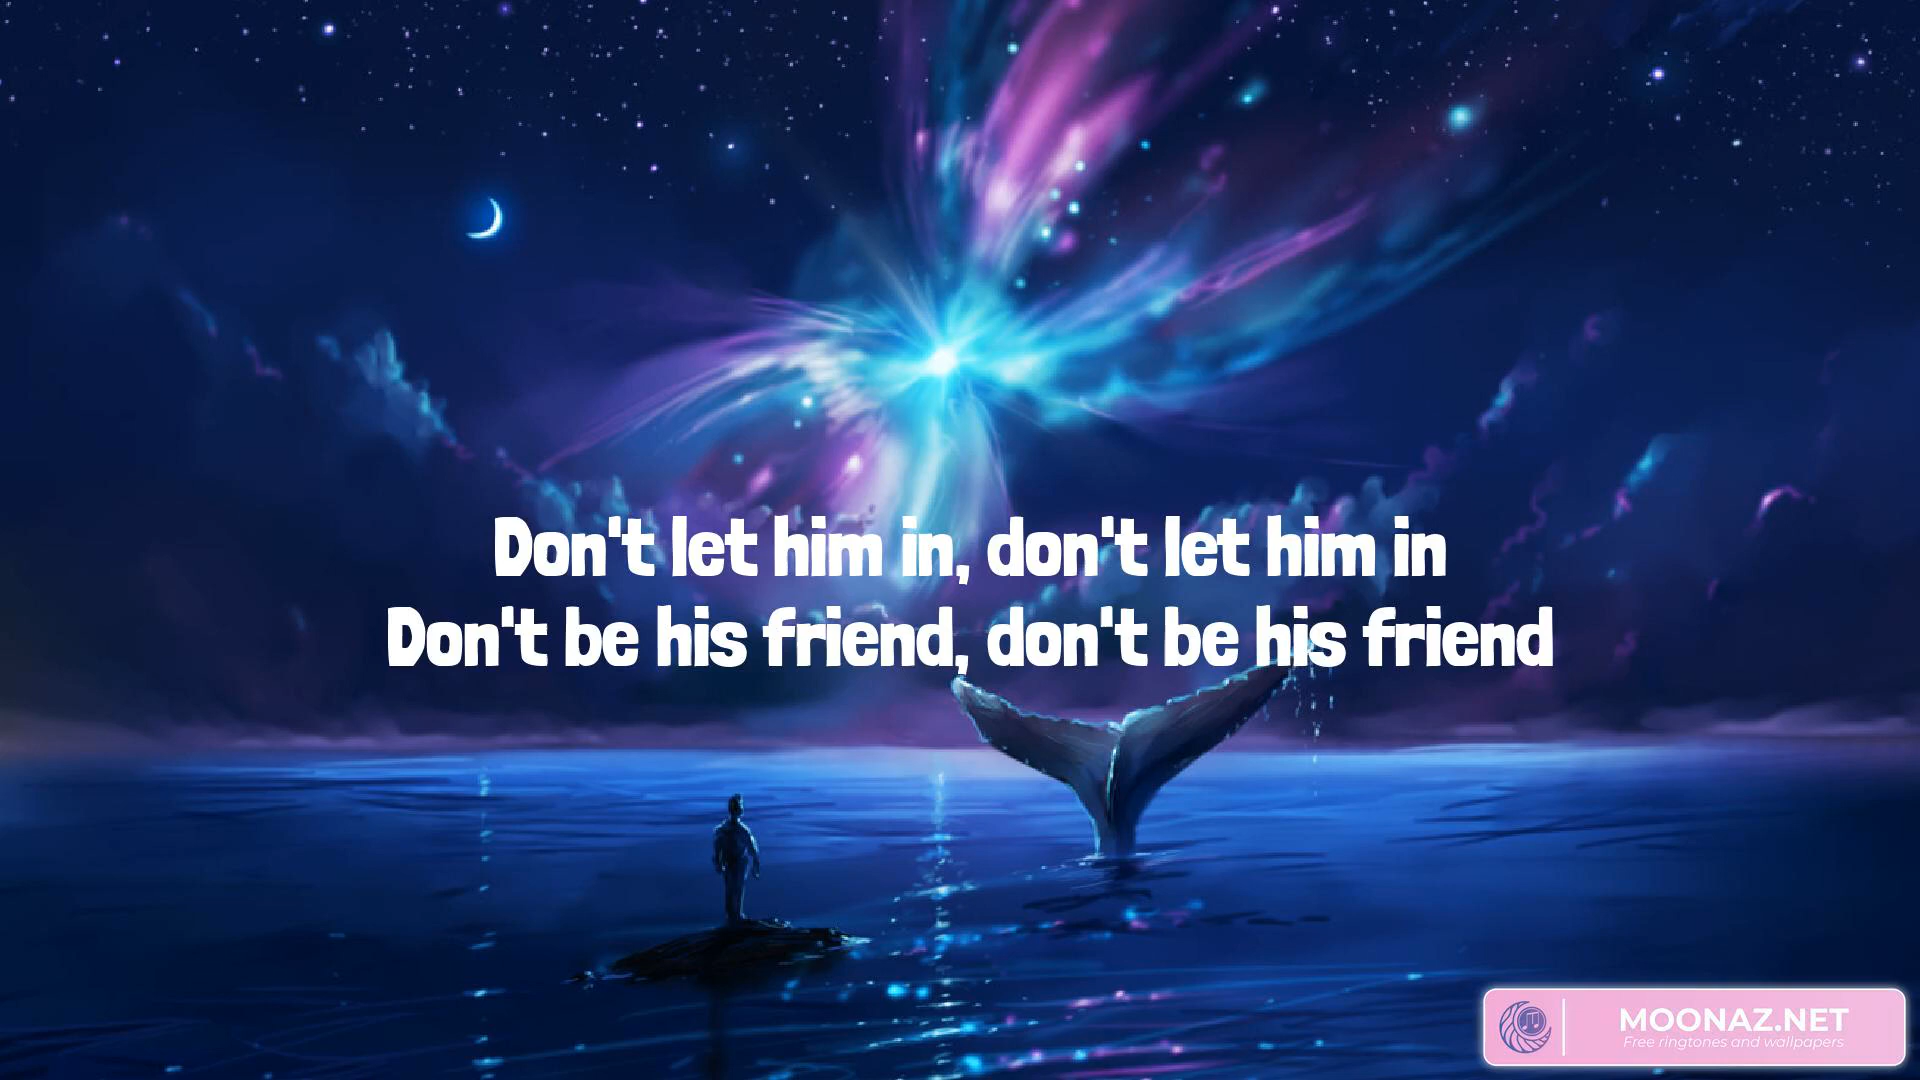 Don't let him in, don't let him in
Don't be his friend, don't be his friend
MOONAZ.NET
Free ringtones and wallpapers